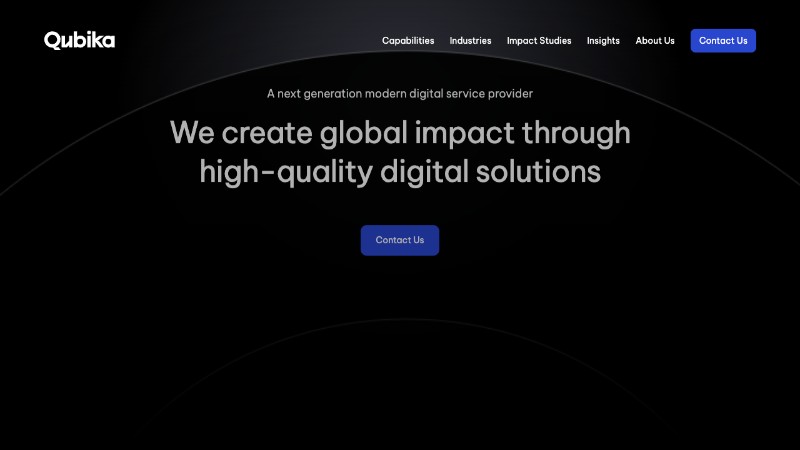 Qubika
Capabilities
Industries
Impact Studies
Insights
About Us
Contact Us
A next generation modern digital service provider
We create global impact through
high-quality digital solutions
Contact Us